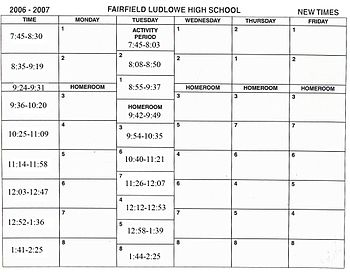 2006 - 2007 FAIRFIELD LUDLOWE HIGH SCHOOL NEW TIMES
TIME MONDAY TUESDAY WEDNESDAY THURSDAY FRIDAY
7:45-8:30 1 ACTIVITY PERIOD 7:45-8:03 1 2 1
8:35-9:19 2 2 8:08-8:50 2 1 2
9:24-9:31 HOMEROOM 1 8:55-9:37 HOMEROOM HOMEROOM HOMEROOM
9:36-10:20 3 HOMEROOM 9:42-9:49 3 3 3
10:25-11:09 4 3 9:54-10:35 5 4 5
11:14-11:58 5 6 10:40-11:21 4 5 6
12:03-12:47 6 7 11:26-12:07 7 6 7
12:52-1:36 7 4 12:12-12:53 6 7 4
5 12:58-1:39
1:41-2:25 8 8 1:44-2:25 8 8 8